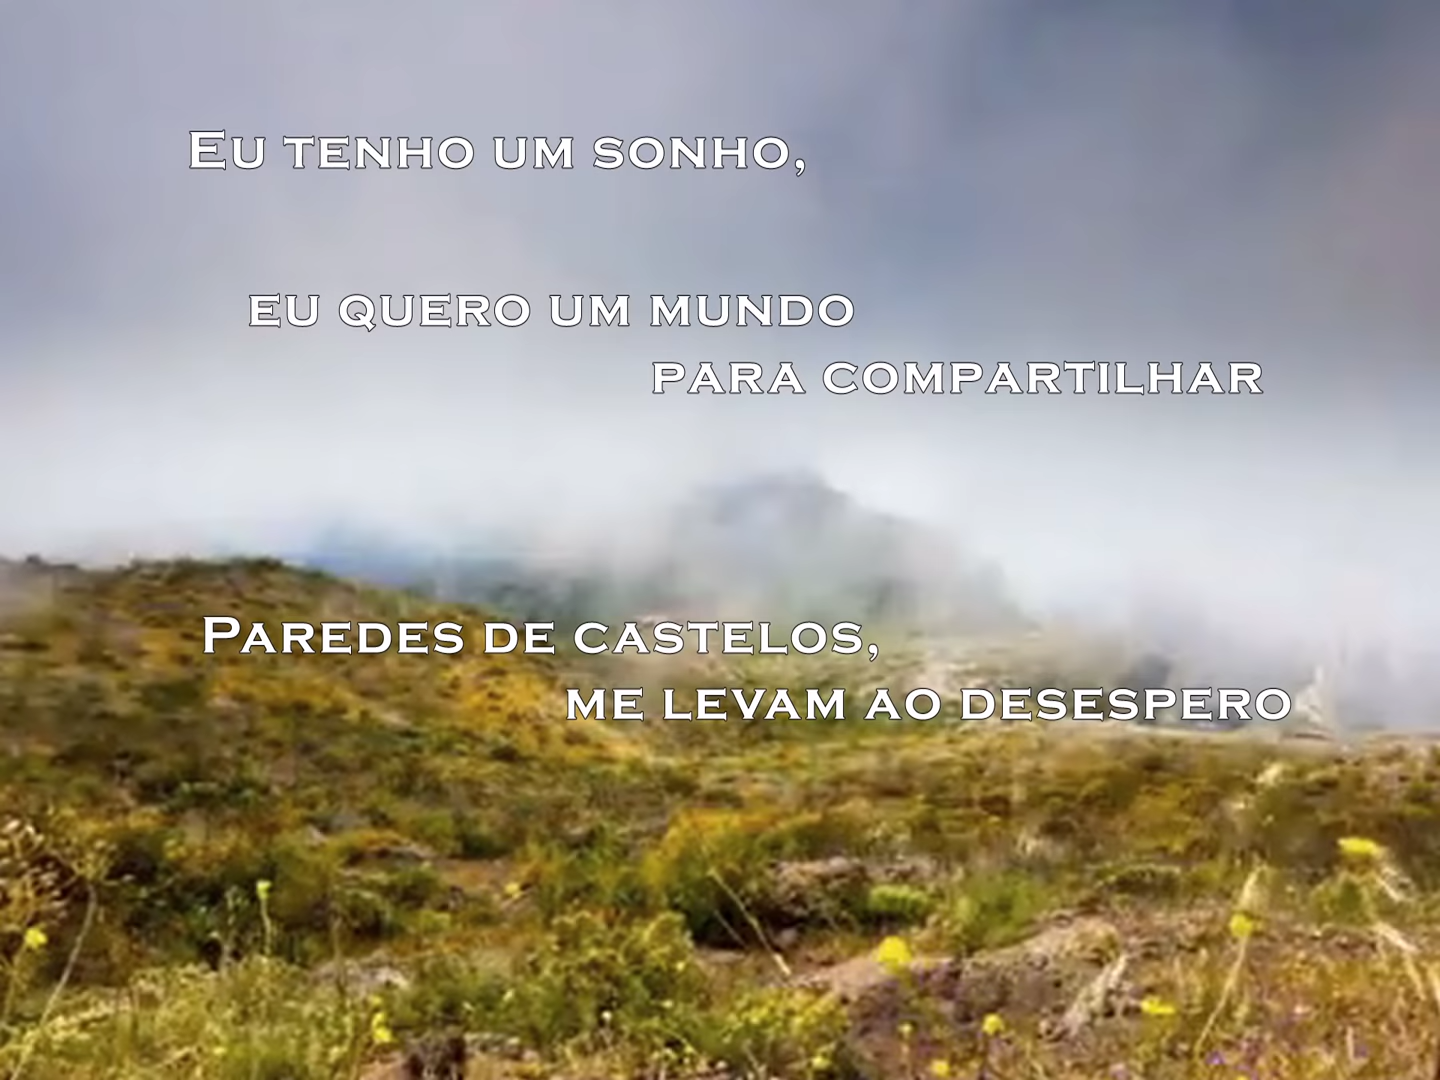 Eu tenho um sonho,
eu quero um mundo
para compartilhar
Paredes de castelos,
me levam ao desespero